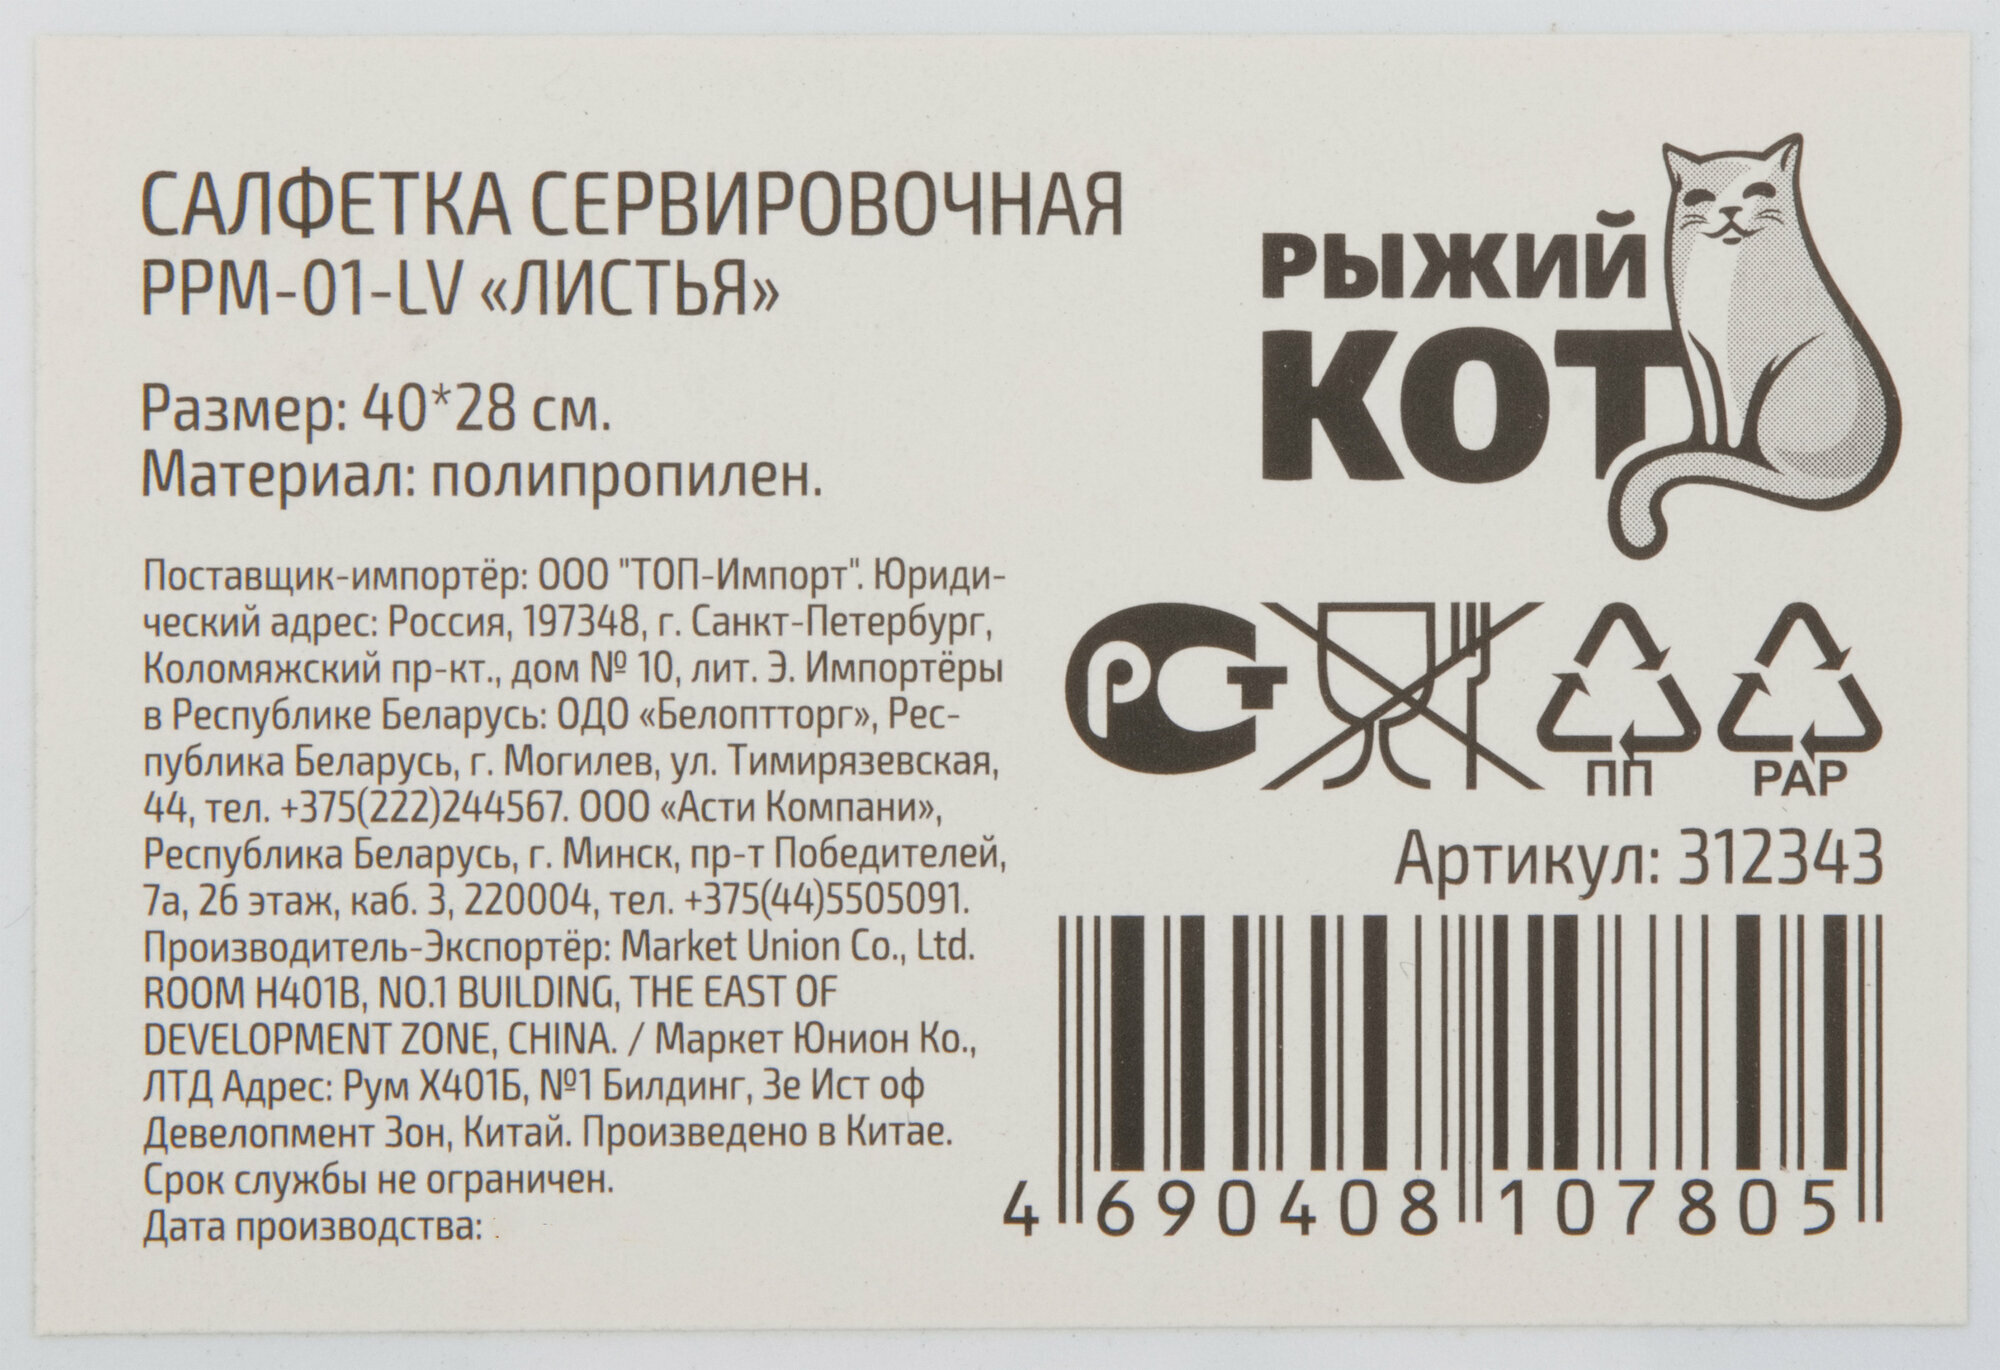 САЛФЕТКА СЕРВИРОВОЧНАЯ
PPM-01-LV «ЛИСТЬЯ»
Размер: 40*28 см.
Материал: полипропилен.
Поставщик-импортёр: ООО "ТОП-Импорт". Юриди-
ческий адрес: Россия, 197348, г. Санкт-Петербург,
Коломяжский пр-кт., дом № 10, лит. Э. Импортёры
в Республике Беларусь: ОДО «Белоптторг», Рес-
публика Беларусь, г. Могилев, ул. Тимирязевская,
44, тел. +375(222)244567. ООО «Асти Компани»,
Республика Беларусь, г. Минск, пр-т Победителей,
7а, 26 этаж, каб. 3, 220004, тел. +375(44)5505091.
Производитель-Экспортёр: Market Union Co., Ltd.
ROOM H401B, NO.1 BUILDING, THE EAST OF
DEVELOPMENT ZONE, CHINA. / Маркет Юнион Ко.,
ЛТД Адрес: Рум Х401Б, №1 Билдинг, Зе Ист оф
Девелопмент Зон, Китай. Произведено в Китае.
Срок службы не ограничен.
Дата производства:
РЫЖИЙ
КОТ
РСТ
ПП
PAP
Артикул: 312343
4 690408 107805